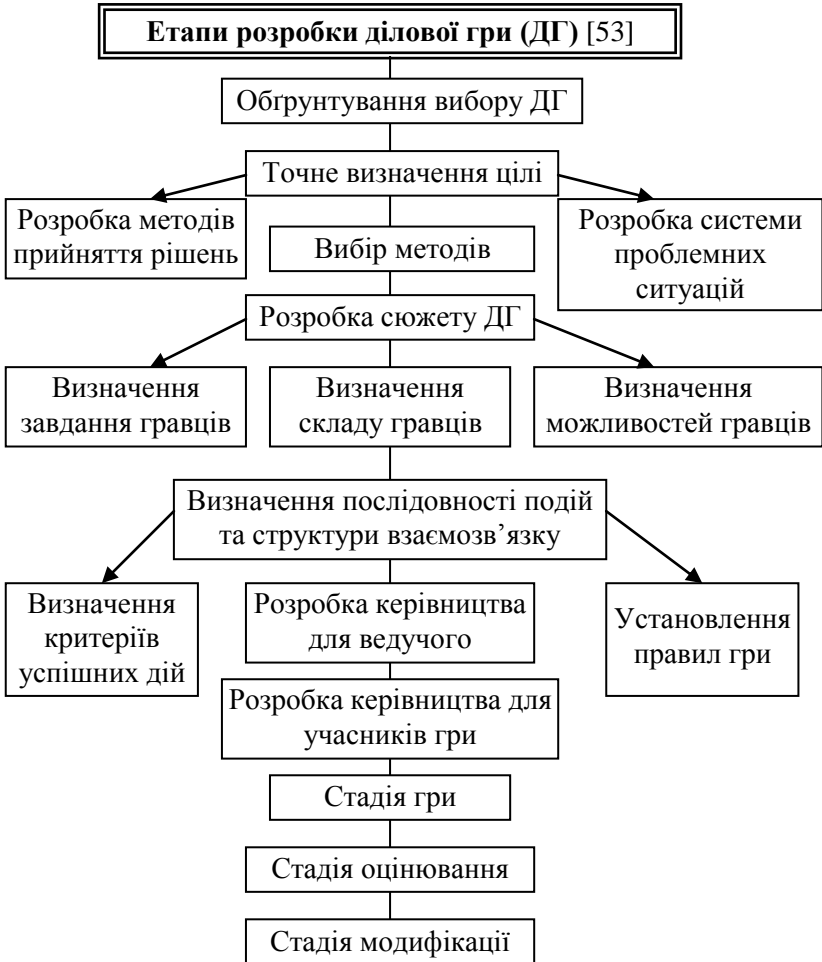 Етапи розробки ділової гри (ДГ) [53]
Обґрунтування вибору ДГ
Точне визначення цілі
Розробка методів
прийняття рішень
Вибір методів
Розробка системи
проблемних
ситуацій
Розробка сюжету ДГ
Визначення
завдання гравців
Визначення
складу гравців
Визначення
можливостей гравців
Визначення послідовності подій
та структури взаємозв’язку
Визначення
критеріїв
успішних дій
Розробка керівництва
для ведучого
Установлення
правил гри
Розробка керівництва для
учасників гри
Стадія гри
Стадія оцінювання
Стадія модифікації